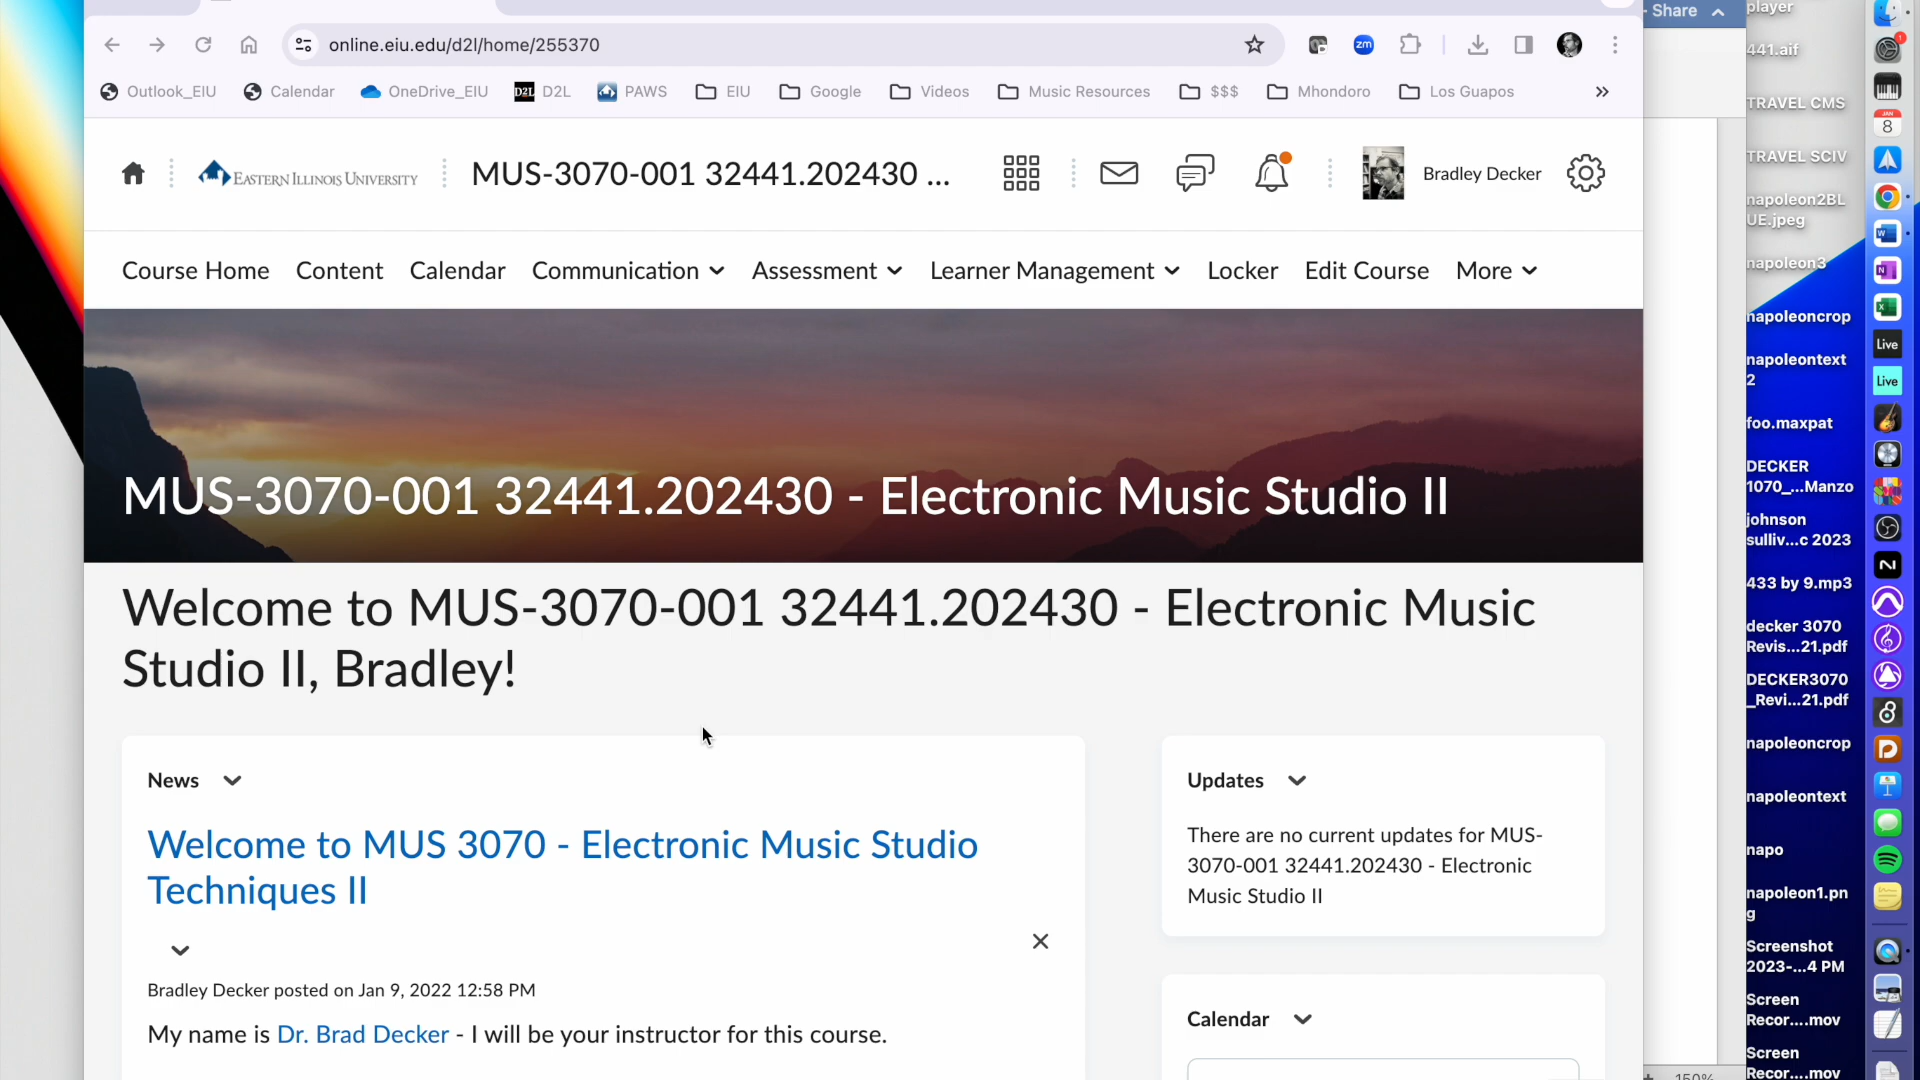 Share
online.eiu.edu/d2l/home/255370
zm
Outlook_EIU
Calendar
OneDrive_EIU
D2L
D2L
PAWS
EIU
Google
Videos
Music Resources
$$$
Mhondoro
Los Guapos
EASTERN ILLINOIS UNIVERSITY
MUS-3070-001 32441.202430 ...
Bradley Decker
Course Home
Content
Calendar
Communication
Assessment
Learner Management
Locker
Edit Course
More
MUS-3070-001 32441.202430 - Electronic Music Studio II
Welcome to MUS-3070-001 32441.202430 - Electronic Music
Studio II, Bradley!
News
Welcome to MUS 3070 - Electronic Music Studio
Techniques II
Bradley Decker posted on Jan 9, 2022 12:58 PM
My name is Dr. Brad Decker - I will be your instructor for this course.
Updates
There are no current updates for MUS-
3070-001 32441.202430 - Electronic
Music Studio II
Calendar
150%
player
441.aif
TRAVEL CMS
TRAVEL SCIV
napoleon2BL
UE.jpeg
napoleon3
napoleoncrop
napoleontext
2
foo.maxpat
DECKER
1070_...Manzo
johnson
sulliv...c 2023
433 by 9.mp3
decker 3070
Revis...21.pdf
DECKER3070
_Revi...21.pdf
napoleoncrop
napoleontext
napo
napoleon1.pn
g
Screenshot
2023-...4 PM
Screen
Recor....mov
Screen
Recor....mov
1
JAN
8
W
N
X
Live
Live